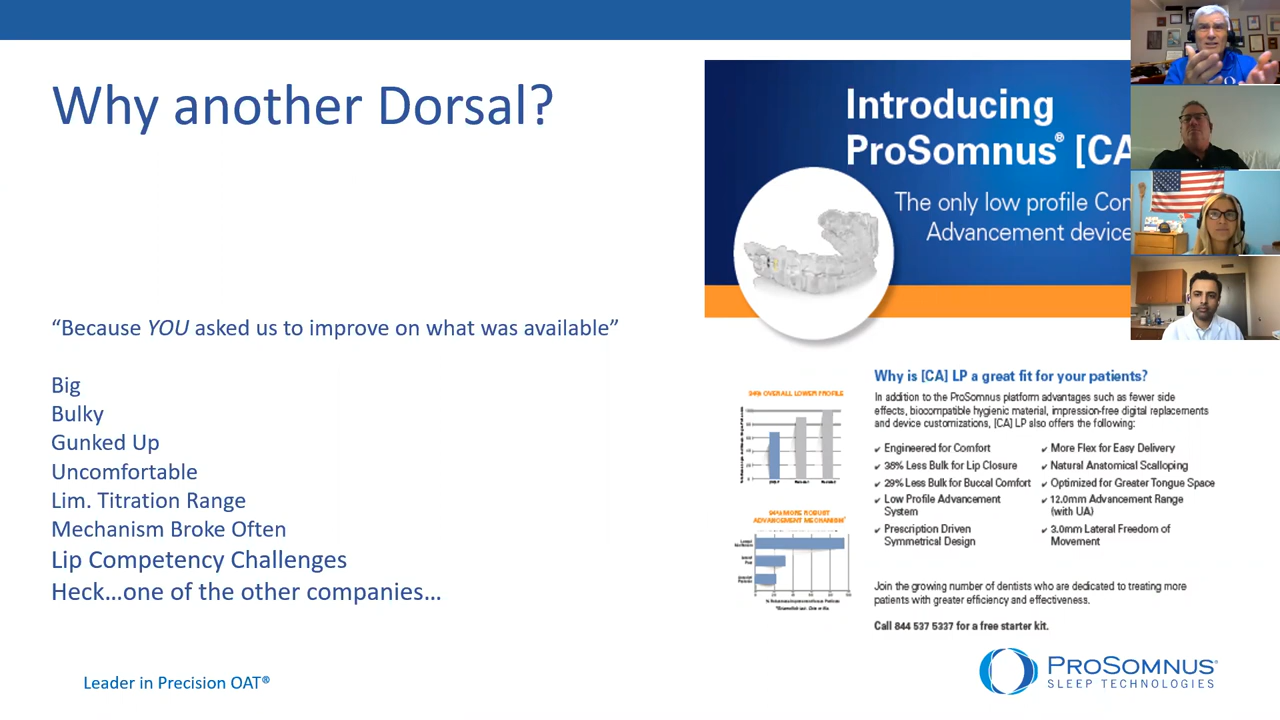 Why another Dorsal?
“Because YOU asked us to improve on what was available”
Big
Bulky
Gunked Up
Uncomfortable
Lim. Titration Range
Mechanism Broke Often
Lip Competency Challenges
Heck…one of the other companies…
Leader in Precision OAT®
Introducing
ProSomnus® [CA
The only low profile
Advancement device
Why is [CA] LP a great fit for your patients?
In addition to the ProSomnus platform advantages such as fewer side
effects, biocompatible hygienic material, impression-free digital replacements
and device customizations, [CA] LP also offers the following:
✔ Engineered for Comfort
✔ 38% Less Bulk for Lip Closure
✔ 29% Less Bulk for Buccal Comfort
✔ Low Profile Advancement
System
✔ Prescription Driven
Symmetrical Design
✔ More Flex for Easy Delivery
✔ Natural Anatomical Scalloping
✔ Optimized for Greater Tongue Space
✔ 12.0mm Advancement Range
(with UA)
✔ 3.0mm Lateral Freedom of
Movement
OVERALL LOWER PROFILE
MORE ROBUST
ADVANCEMENT MECHANISM
Join the growing number of dentists who are dedicated to treating more
patients with greater efficiency and effectiveness.
Call 844 537 5337 for a free starter kit.
PROSOMNUS®
SLEEP TECHNOLOGIES